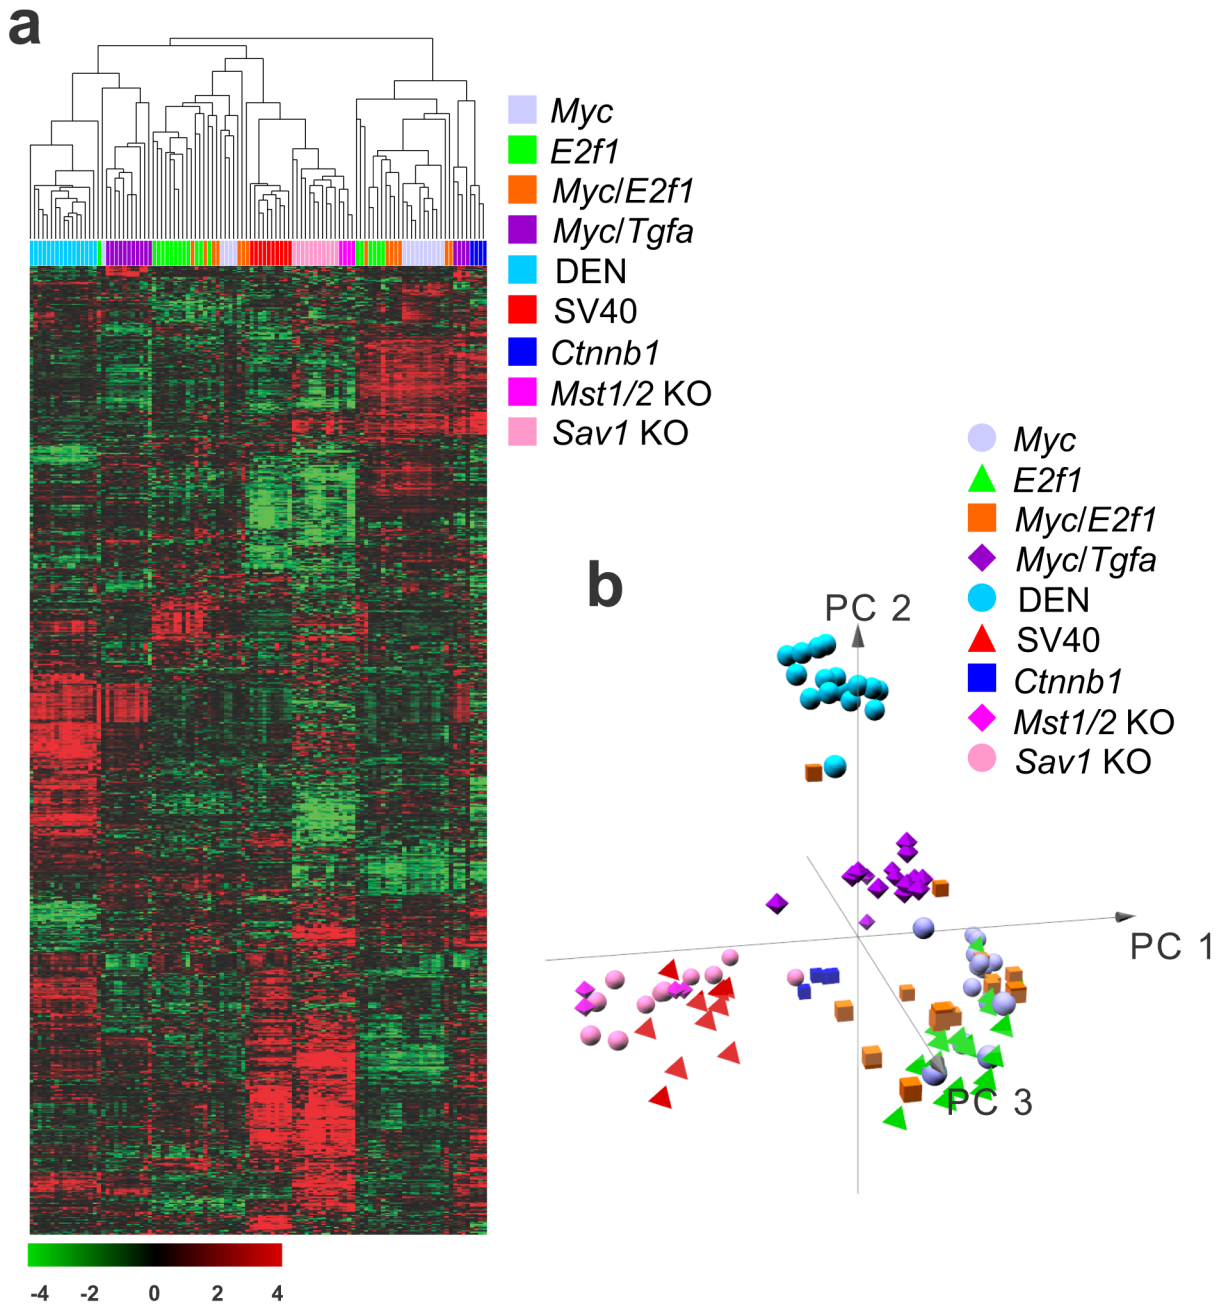 a
Myc
E2f1
Myc/E2f1
Myc/Tgfa
DEN
SV40
Ctnnb1
Mst1/2 KO
Sav1 KO
-4 -2 0 2 4
b
Myc
E2f1
Myc/E2f1
Myc/Tgfa
DEN
SV40
Ctnnb1
Mst1/2 KO
Sav1 KO
PC 2
PC 1
PC 3